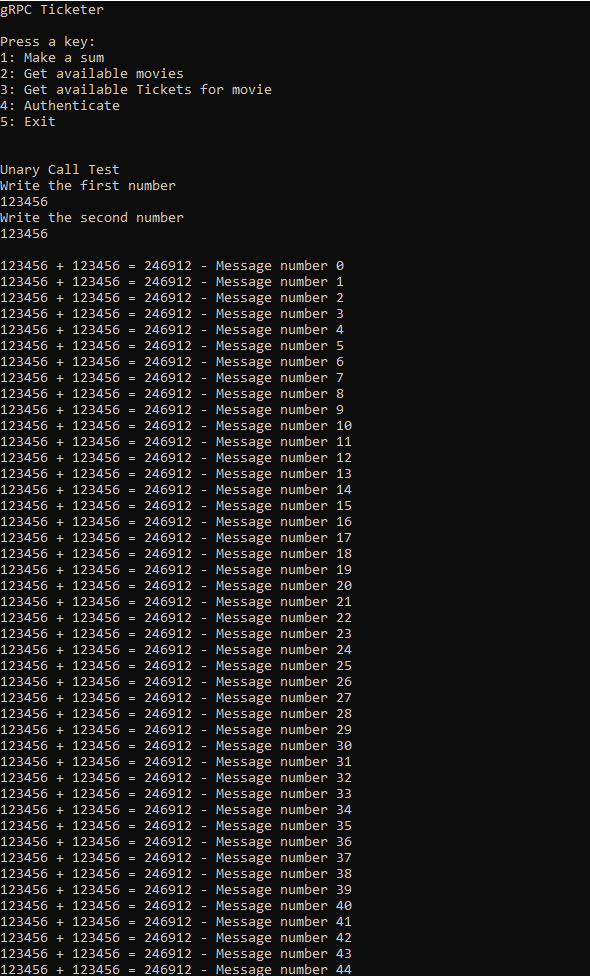 gRPC Ticketer
Press a key:
1: Make a sum
2: Get available movies
3: Get available Tickets for movie
4: Authenticate
5: Exit
Unary Call Test
Write the first number
123456
Write the second number
123456
123456 + 123456 = 246912 - Message number 0
123456 + 123456 = 246912 - Message number 1
123456 + 123456 = 246912 - Message number 2
123456 + 123456 = 246912 - Message number 3
123456 + 123456 = 246912 - Message number 4
123456 + 123456 = 246912 - Message number 5
123456 + 123456 = 246912 - Message number 6
123456 + 123456 = 246912 - Message number 7
123456 + 123456 = 246912 - Message number 8
123456 + 123456 = 246912 - Message number 9
123456 + 123456 = 246912 - Message number 10
123456 + 123456 = 246912 - Message number 11
123456 + 123456 = 246912 - Message number 12
123456 + 123456 = 246912 - Message number 13
123456 + 123456 = 246912 - Message number 14
123456 + 123456 = 246912 - Message number 15
123456 + 123456 = 246912 - Message number 16
123456 + 123456 = 246912 - Message number 17
123456 + 123456 = 246912 - Message number 18
123456 + 123456 = 246912 - Message number 19
123456 + 123456 = 246912 - Message number 20
123456 + 123456 = 246912 - Message number 21
123456 + 123456 = 246912 - Message number 22
123456 + 123456 = 246912 - Message number 23
123456 + 123456 = 246912 - Message number 24
123456 + 123456 = 246912 - Message number 25
123456 + 123456 = 246912 - Message number 26
123456 + 123456 = 246912 - Message number 27
123456 + 123456 = 246912 - Message number 28
123456 + 123456 = 246912 - Message number 29
123456 + 123456 = 246912 - Message number 30
123456 + 123456 = 246912 - Message number 31
123456 + 123456 = 246912 - Message number 32
123456 + 123456 = 246912 - Message number 33
123456 + 123456 = 246912 - Message number 34
123456 + 123456 = 246912 - Message number 35
123456 + 123456 = 246912 - Message number 36
123456 + 123456 = 246912 - Message number 37
123456 + 123456 = 246912 - Message number 38
123456 + 123456 = 246912 - Message number 39
123456 + 123456 = 246912 - Message number 40
123456 + 123456 = 246912 - Message number 41
123456 + 123456 = 246912 - Message number 42
123456 + 123456 = 246912 - Message number 43
123456 + 123456 = 246912 - Message number 44